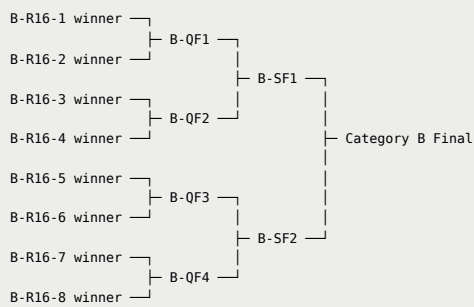 B-R16-1 winner
B-QF1
B-R16-2 winner
B-SF1
B-R16-3 winner
B-QF2
B-R16-4 winner
Category B Final
B-R16-5 winner
B-QF3
B-R16-6 winner
B-SF2
B-R16-7 winner
B-QF4
B-R16-8 winner